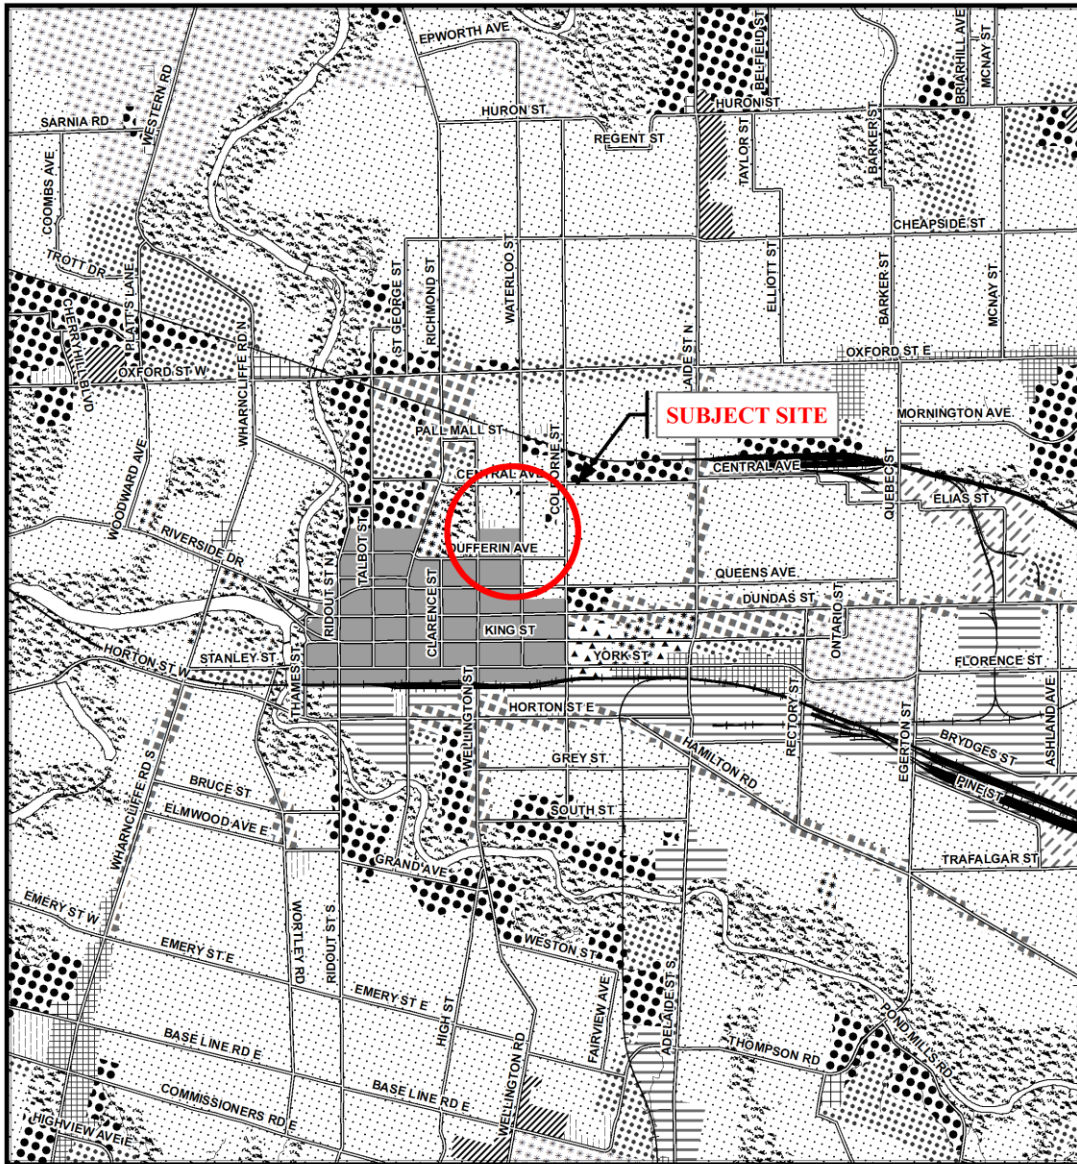 EPWORTH AVE
BELFIELD ST
BRIARHILL AVE
MCNAY ST
WESTERN RD
SARNIA RD
HURON ST
HURON ST
REGENT ST
TAYLOR ST
BARKER ST
COOMBS AVE
CHEAPSIDE ST
TROTT DR
PLATT'S LANE
ST GEORGE ST
RICHMOND ST
WATERLOO ST
ELLIOTT ST
BARKER ST
MCNAY ST
CHERRYHILL BLVD
WHARNCLIFFE RD N
AIDE ST N
OXFORD ST E
OXFORD ST W
SUBJECT SITE
MORNINGTON AVE
PALL MALL ST
COLBORNE ST
WOODWARD AVE
CENTRAL AVE
CENTRAL AVE
QUEBEC ST
ELIAS ST
TALBOT ST
RIVERSIDE DR
DUFFERIN AVE
QUEENS AVE
DUNDAS ST
RIDOUT ST N
CLARENCE ST
KING ST
ONTARIO ST
STANLEY ST
YORK ST
FLORENCE ST
HORTON ST W
THAMES ST
WELLINGTON ST
HORTON ST E
RECTORY ST
EGERTON ST
ASHLAND AVE
BRYDGES ST
HAMILTON RD
GREY ST
PINE ST
WHARNCLIFFE RD S
BRUCE ST
ELMWOOD AVE E
SOUTH ST
GRAND AVE
TRAFALGAR ST
EMERY ST W
WORTLEY RD
RIDOUT ST S
EMERY ST E
WESTON ST
ADELAIDE ST S
EMERY ST E
HIGH ST
FAIRVIEW AVE
POND MILLS RD
BASE LINE RD E
WELLINGTON RD
THOMPSON RD
COMMISSIONERS RD E
BASE LINE RD E
HIGHVIEW AVE E